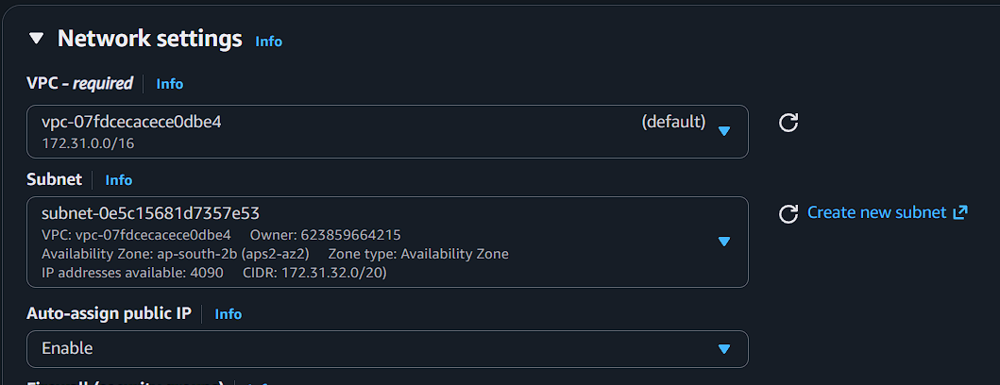 Network settings Info
VPC - required Info
vpc-07fdcecacece0dbe4 (default)
172.31.0.0/16
Subnet Info
subnet-0e5c15681d7357e53
VPC: vpc-07fdcecacece0dbe4 Owner: 623859664215
Availability Zone: ap-south-2b (aps2-az2) Zone type: Availability Zone
IP addresses available: 4090 CIDR: 172.31.32.0/20)
Create new subnet
Auto-assign public IP Info
Enable